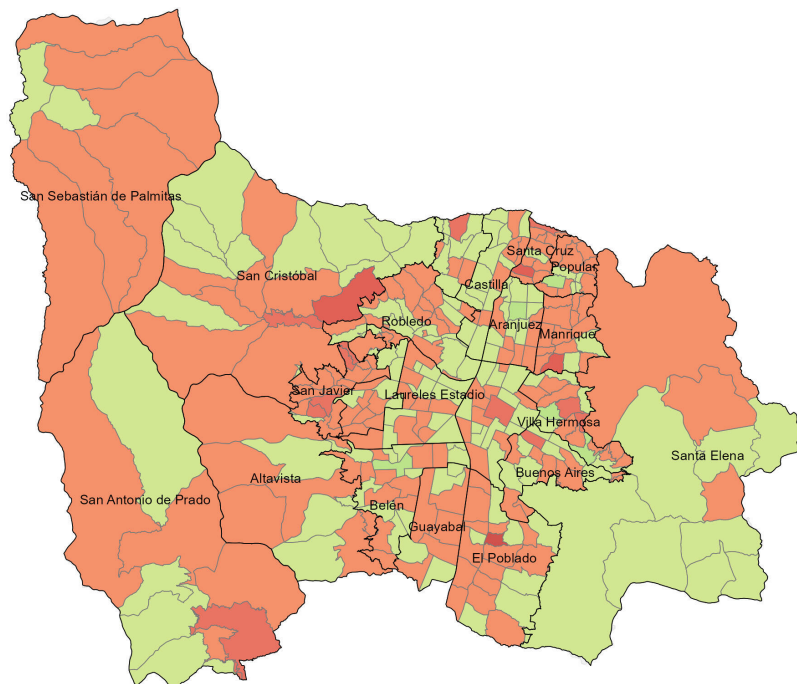 San Sebastián de Palmitas
San Cristóbal
Santa Cruz
Popular
Castilla
Robledo
Aranjuez
Manrique
San Javier
Laureles Estadio
Villa Hermosa
Santa Elena
Buenos Aires
Altavista
San Antonio de Prado
Belén
Guayabal
El Poblado